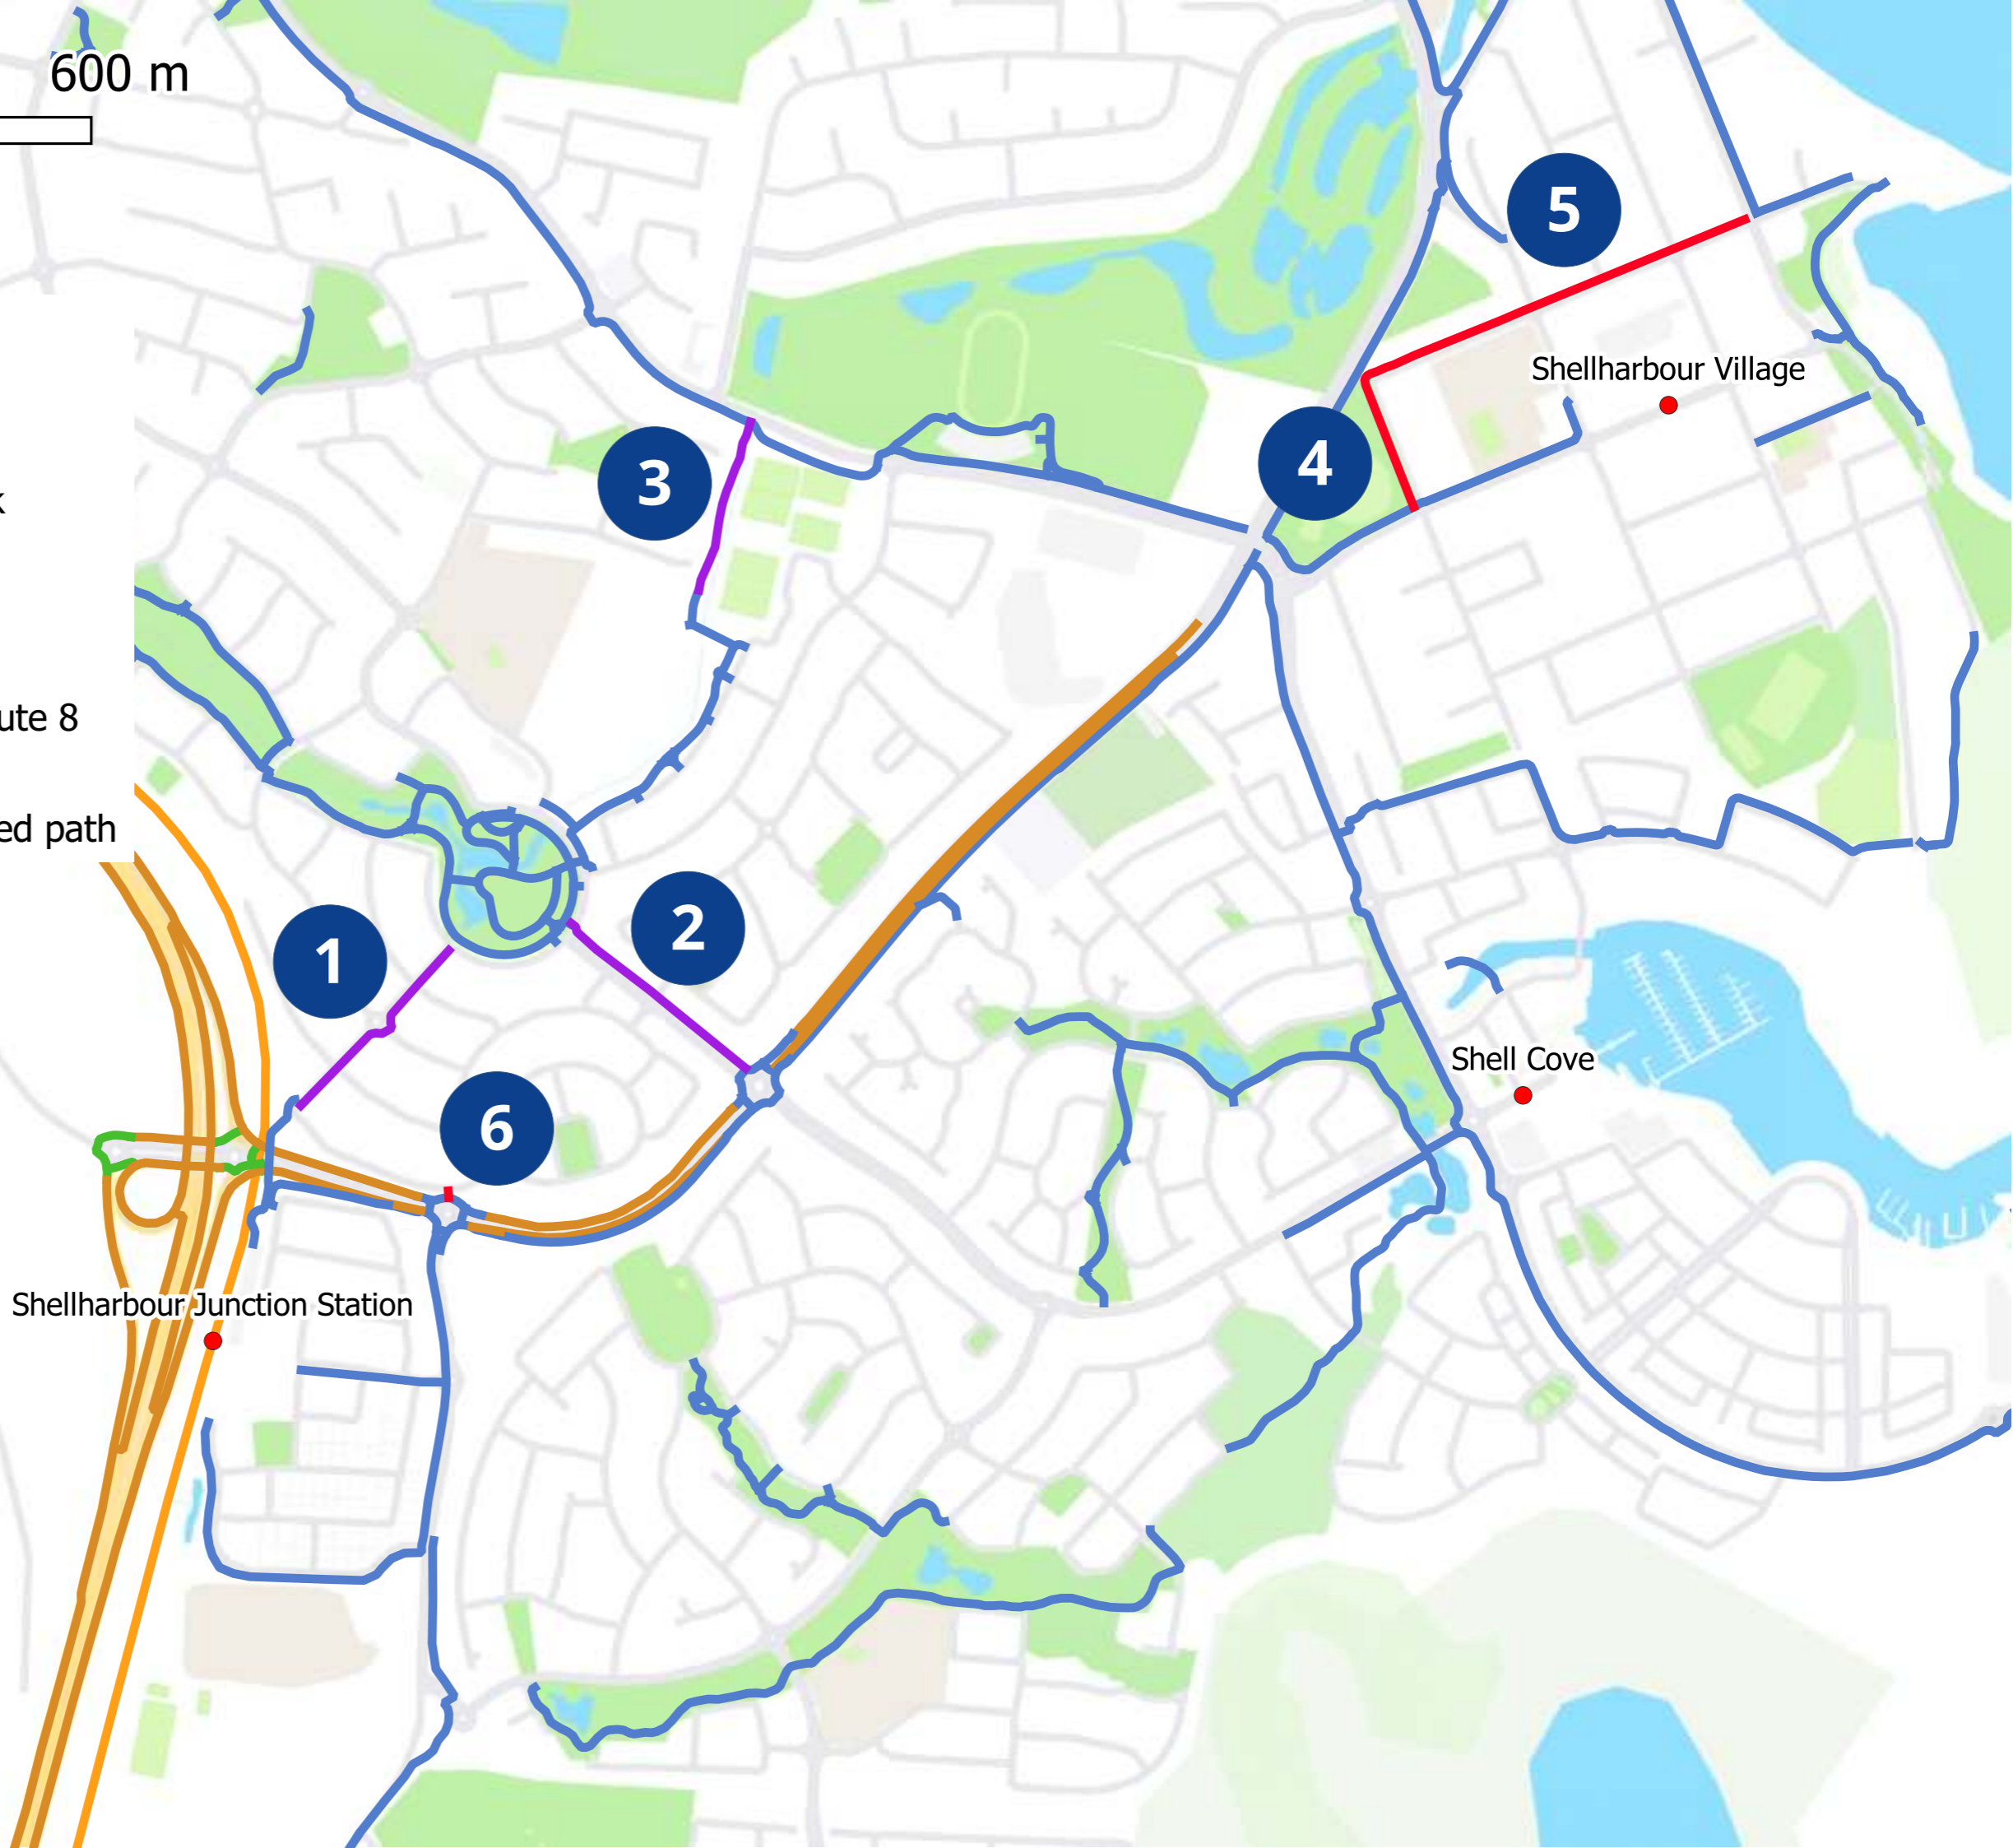 600 m
5
Shellharbour Village
4
3
k
ute 8
ed path
2
1
Shell Cove
6
Shellharbour Junction Station